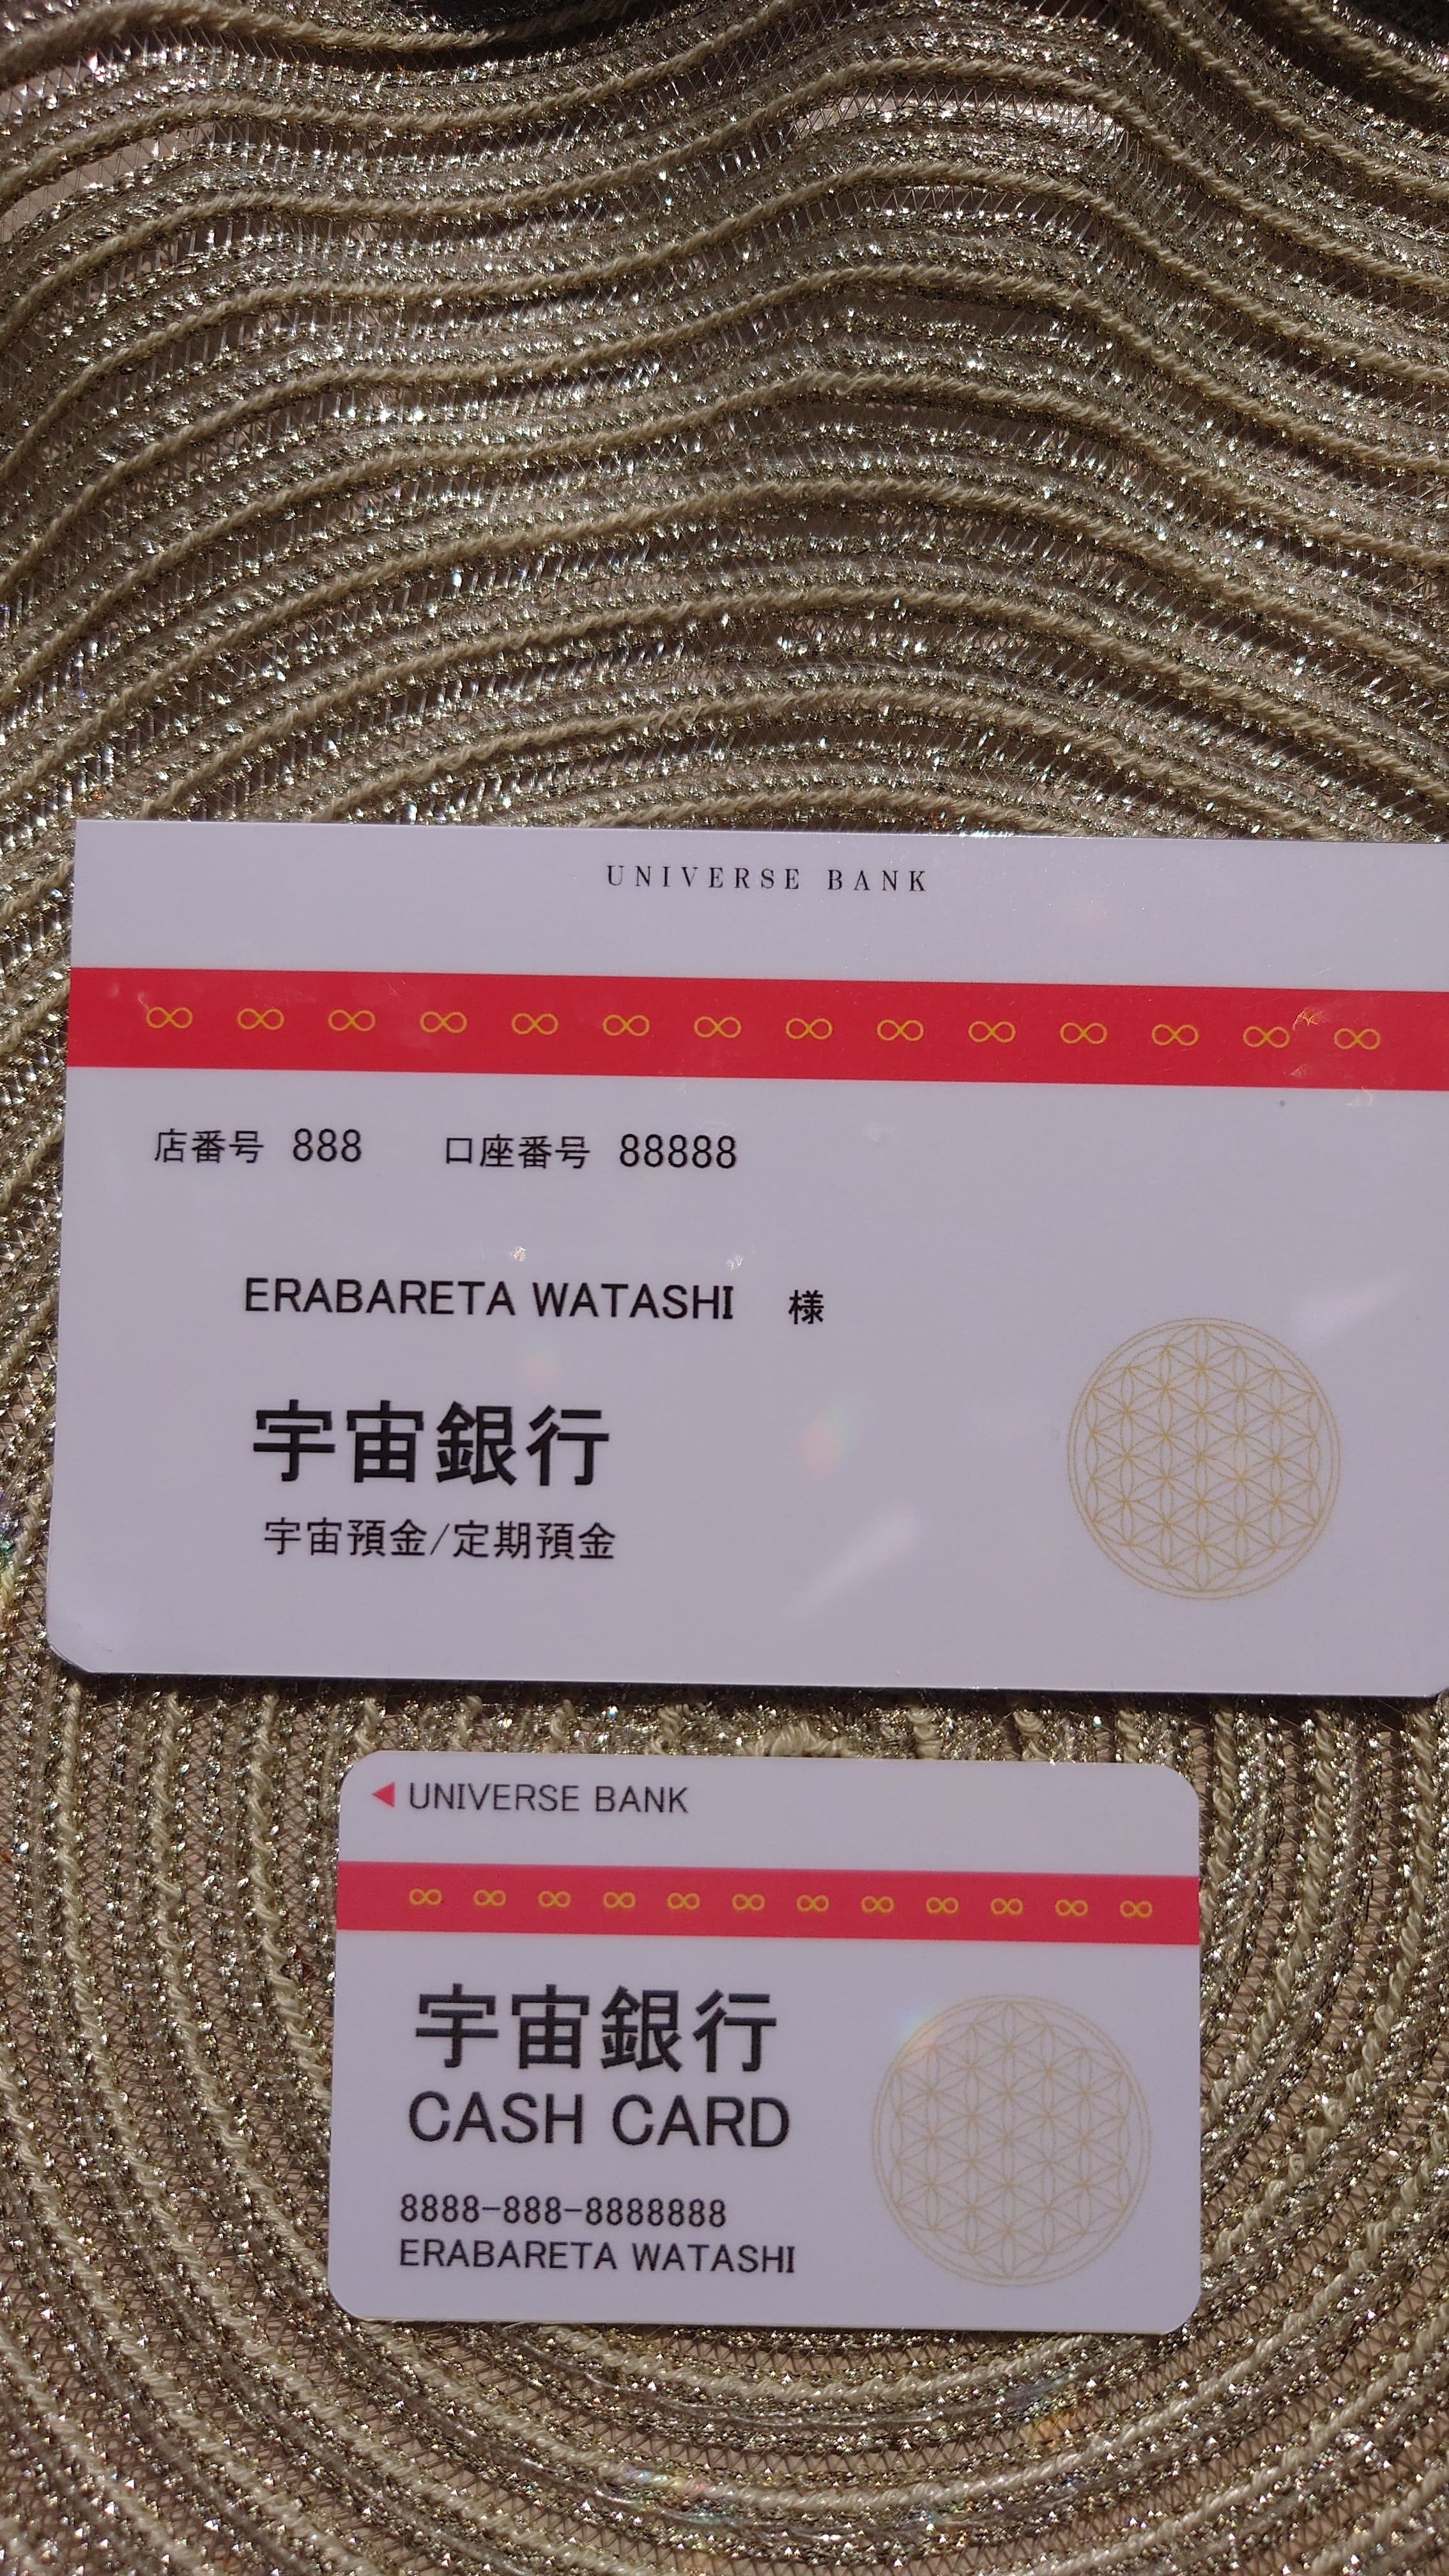 UNIVERSE BANK
∞ ∞ ∞ ∞ ∞ ∞ ∞ ∞ ∞ ∞ ∞ ∞ ∞ ∞
店番号 888 口座番号 88888
ERABARETA WATASHI 様
宇宙銀行
宇宙預金/定期預金
◀ UNIVERSE BANK
∞ ∞ ∞ ∞ ∞ ∞ ∞ ∞ ∞ ∞ ∞ ∞
宇宙銀行
CASH CARD
8888-888-8888888
ERABARETA WATASHI